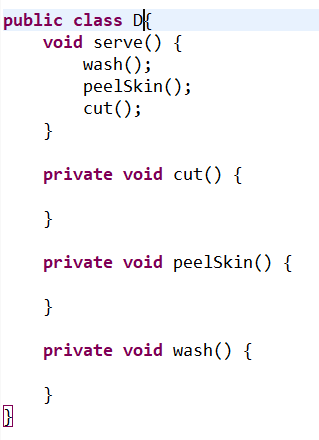 public class D{
void serve() {
wash();
peelSkin();
cut();
}
private void cut() {
}
private void peelSkin() {
}
private void wash() {
}
}